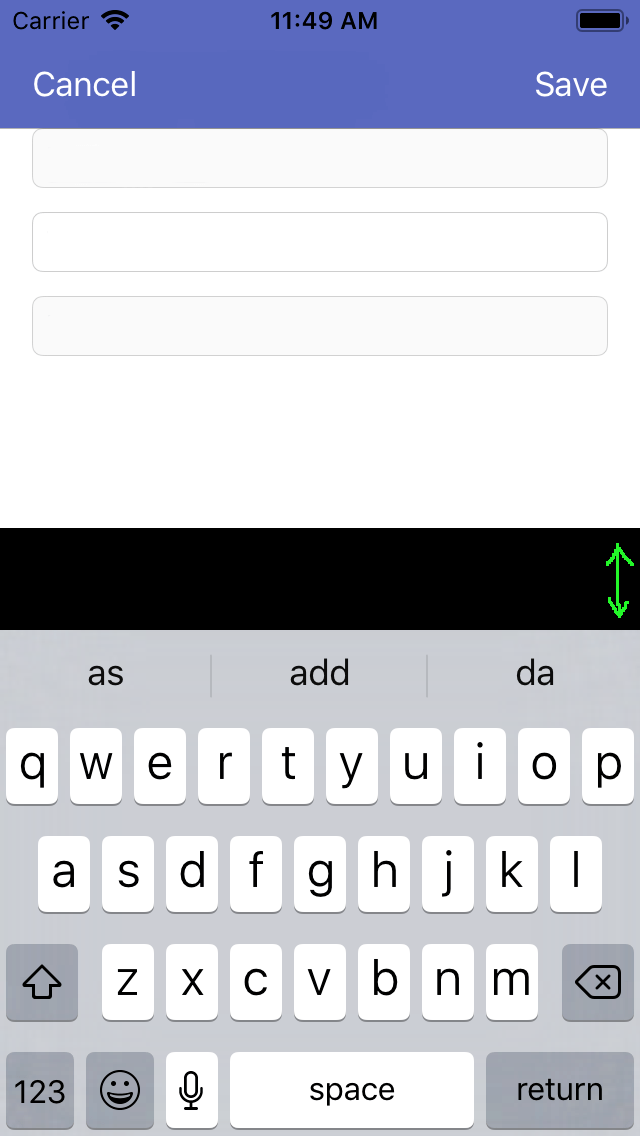 Carrier 11:49 AM
Cancel Save
as add da
q w e r t y u i o p
a s d f g h j k l
z x c v b n m
123 space return